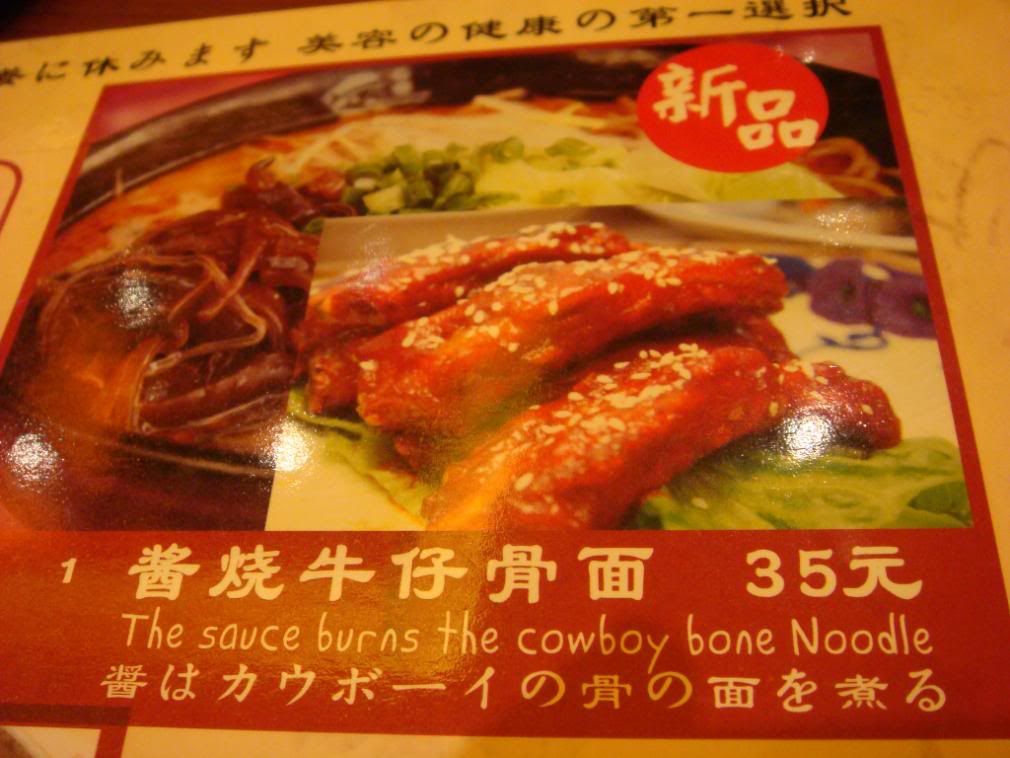 に休みます 美容の健康の第一選択
新品
1 酱烧牛仔骨面 35元
The sauce burns the cowboy bone Noodle
醤はカウボーイの骨の面を煮る